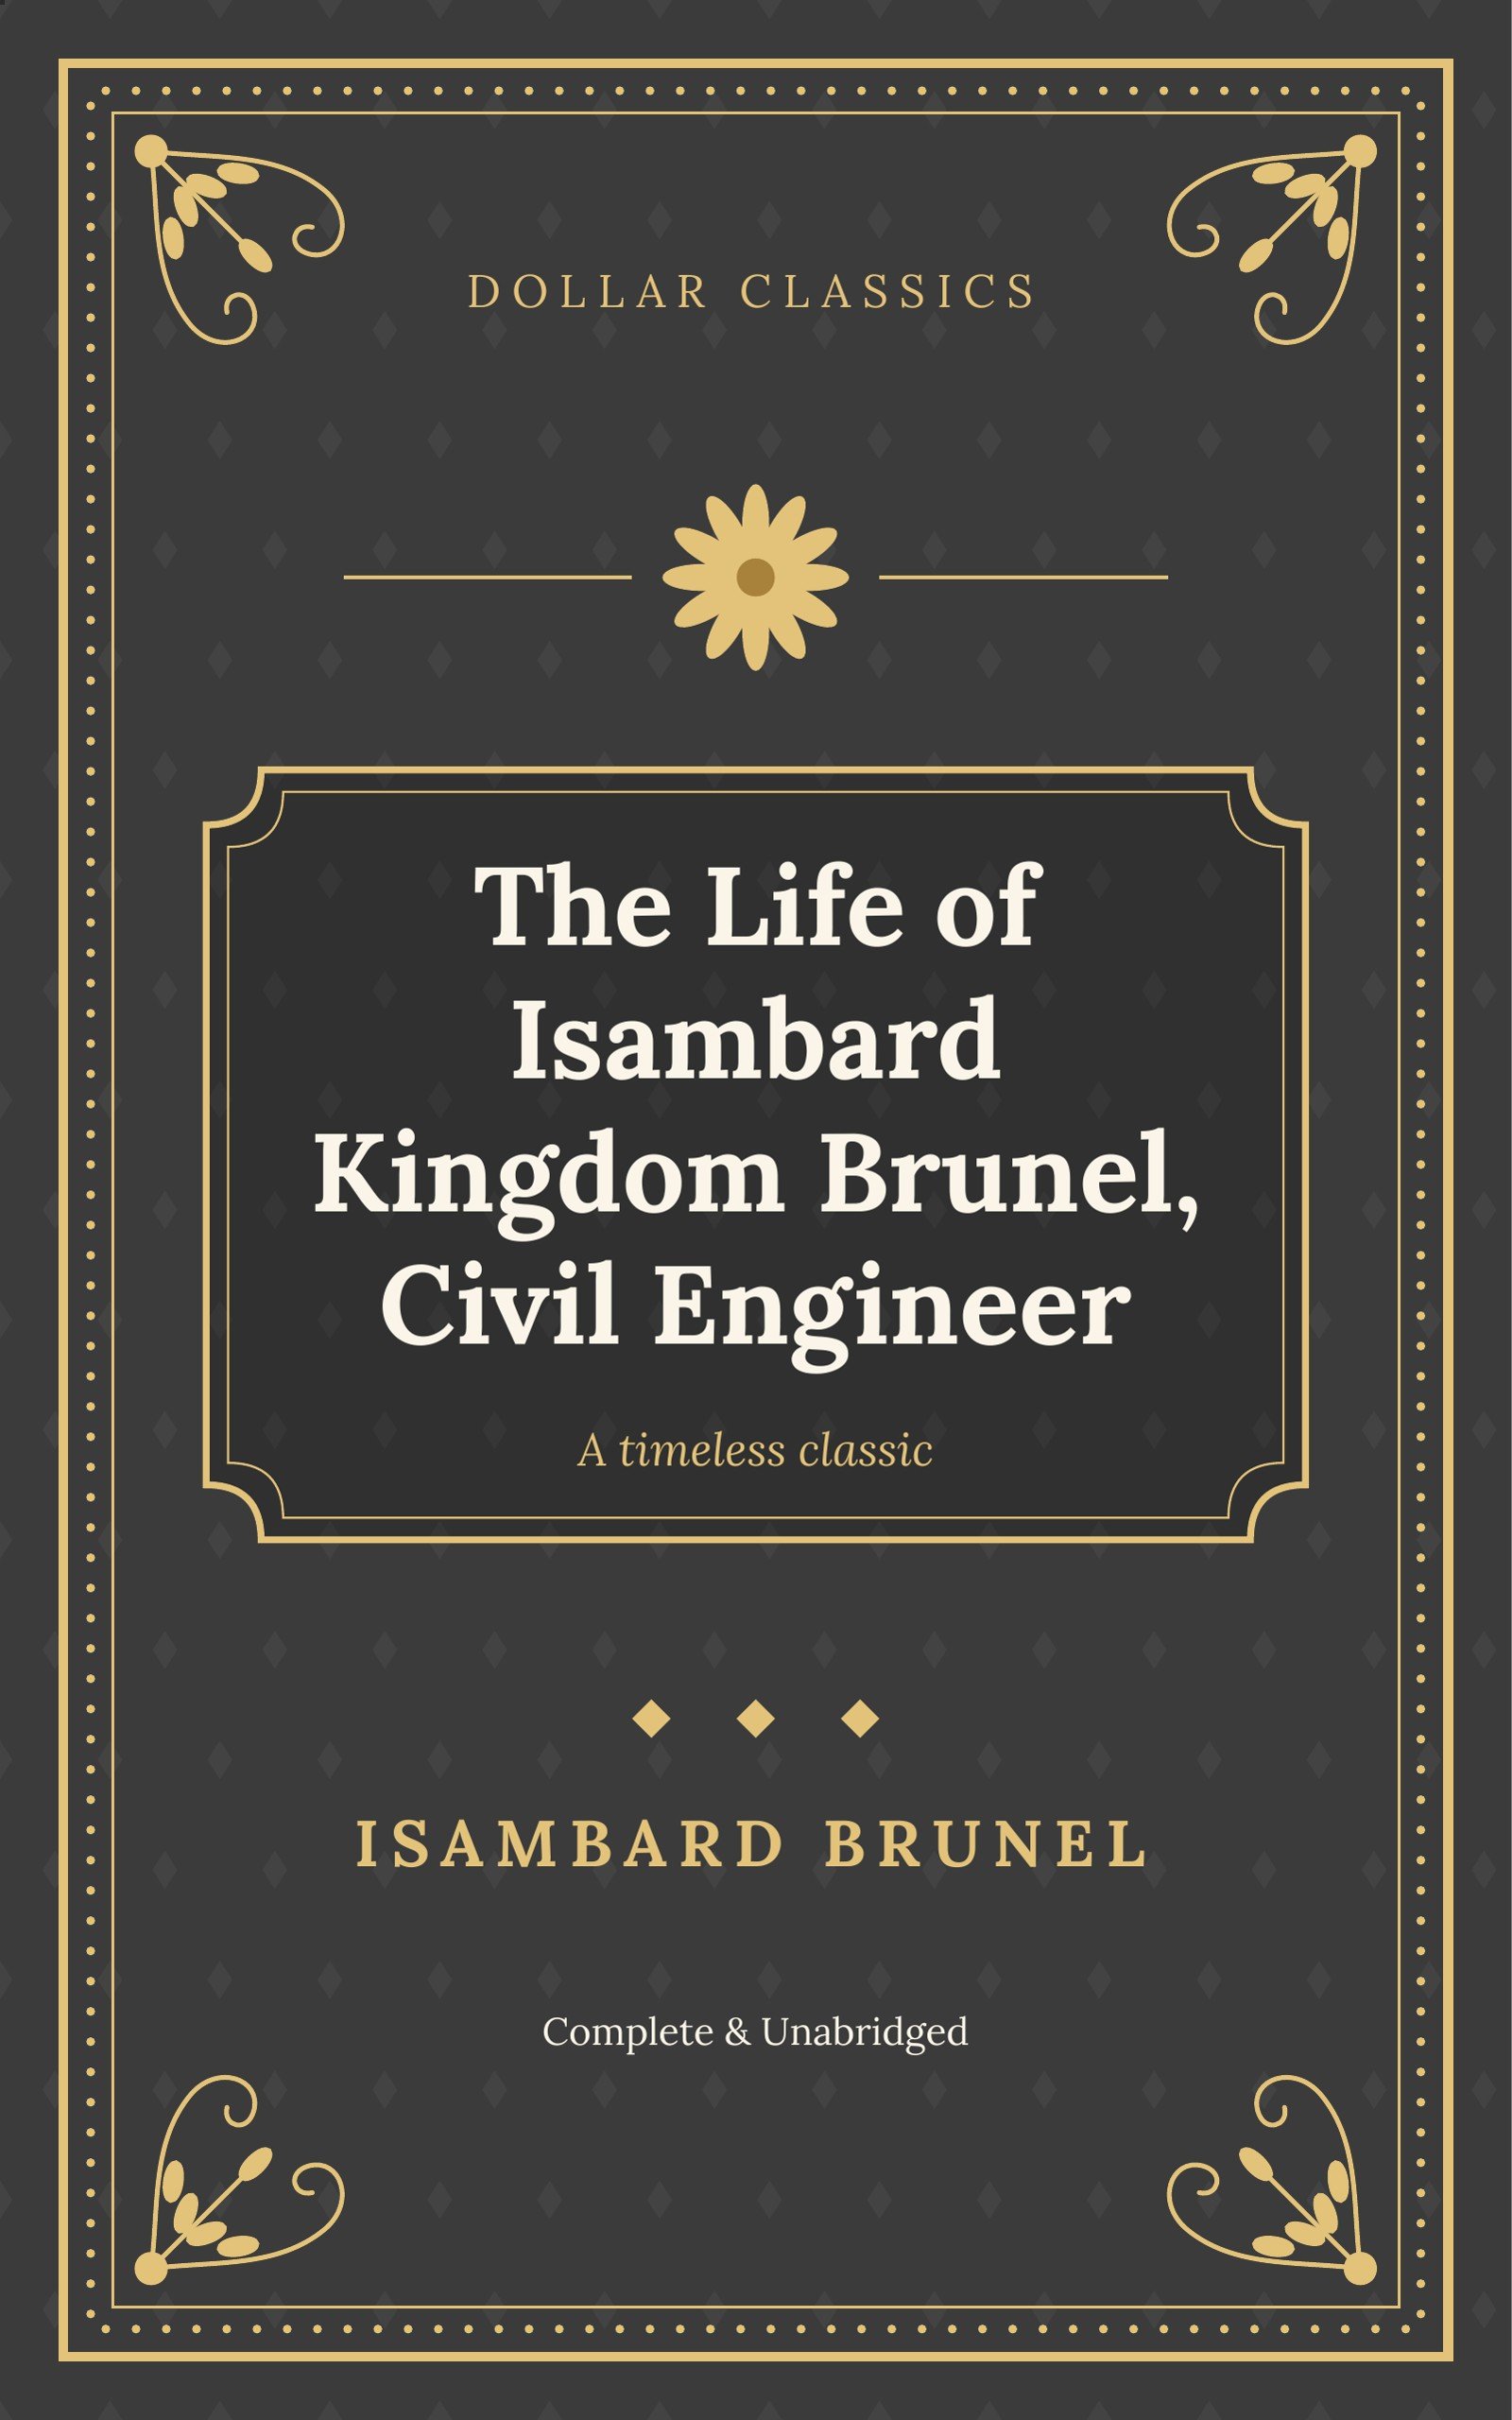 DOLLAR CLASSICS
The Life of
Isambard
Kingdom Brunel,
Civil Engineer
A timeless classic
ISAMBARD BRUNEL
Complete & Unabridged